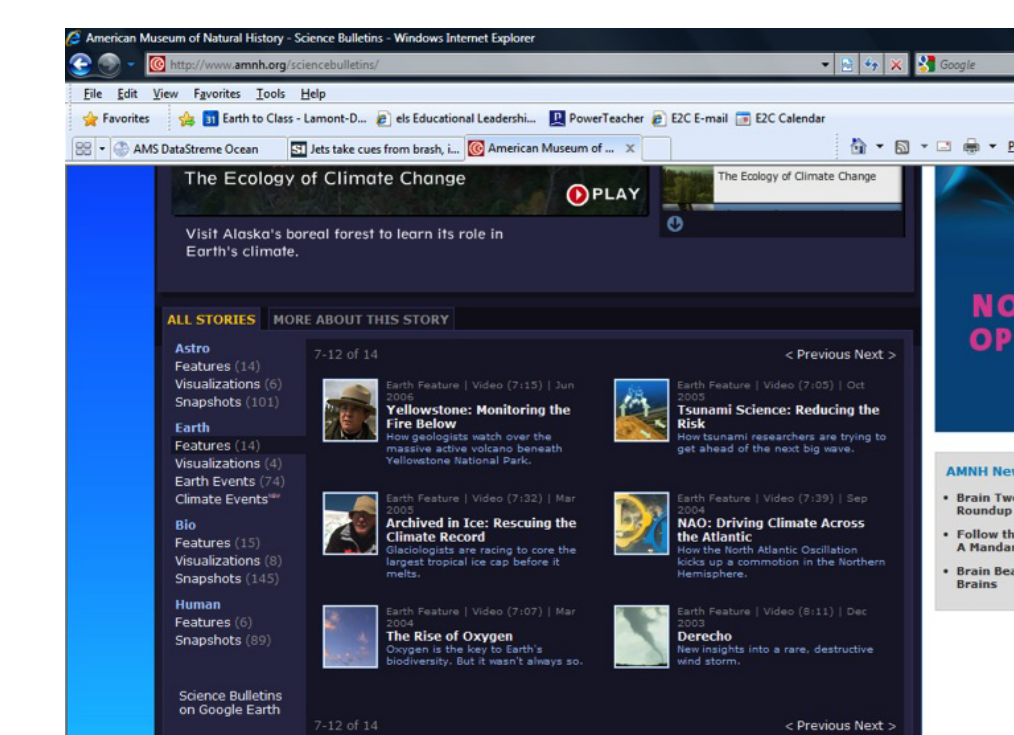 American Museum of Natural History - Science Bulletins - Windows Internet Explorer
http://www.amnh.org/sciencebulletins/
Google
File Edit View Favorites Tools Help
Favorites
31 Earth to Class - Lamont-D... els Educational Leadershi... P PowerTeacher E2C E-mail E2C Calendar
AMS DataStreme Ocean SI Jets take cues from brash, i... American Museum of ... X
The Ecology of Climate Change
PLAY
The Ecology of Climate Change
Visit Alaska's boreal forest to learn its role in
Earth's climate.
NO
OP
ALL STORIES MORE ABOUT THIS STORY
Astro
Features (14)
Visualizations (6)
Snapshots (101)
Earth
Features (14)
Visualizations (4)
Earth Events (74)
Climate Events
Bio
Features (15)
Visualizations (8)
Snapshots (145)
Human
Features (6)
Snapshots (89)
Science Bulletins
on Google Earth
7-12 of 14 < Previous Next >
Earth Feature | Video (7:15) | Jun
2006
Yellowstone: Monitoring the
Fire Below
How geologists watch over the
massive active volcano beneath
Yellowstone National Park.
Earth Feature | Video (7:05) | Oct
2005
Tsunami Science: Reducing the
Risk
How tsunami researchers are trying to
get ahead of the next big wave.
Earth Feature | Video (7:32) | Mar
2005
Archived in Ice: Rescuing the
Climate Record
Glaciologists are racing to core the
largest tropical ice cap before it
melts.
Earth Feature | Video (7:39) | Sep
2004
NAO: Driving Climate Across
the Atlantic
How the North Atlantic Oscillation
kicks up a commotion in the Northern
Hemisphere.
Earth Feature | Video (7:07) | Mar
2004
The Rise of Oxygen
Oxygen is the key to Earth's
biodiversity. But it wasn't always so.
Earth Feature | Video (8:11) | Dec
2003
Derecho
New insights into a rare, destructive
wind storm.
7-12 of 14 < Previous Next >
AMNH Ne
• Brain Tw
Roundup
• Follow th
A Manda
• Brain Bea
Brains